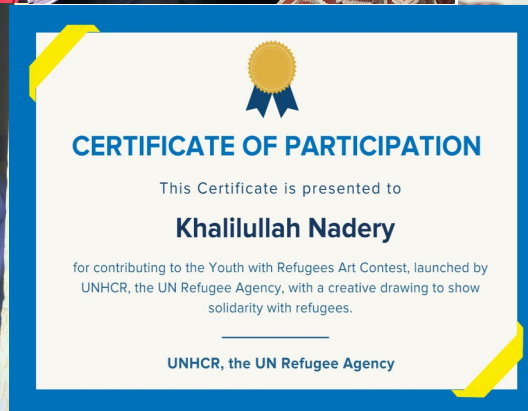 CERTIFICATE OF PARTICIPATION
This Certificate is presented to
Khalilullah Nadery
for contributing to the Youth with Refugees Art Contest, launched by
UNHCR, the UN Refugee Agency, with a creative drawing to show
solidarity with refugees.
UNHCR, the UN Refugee Agency